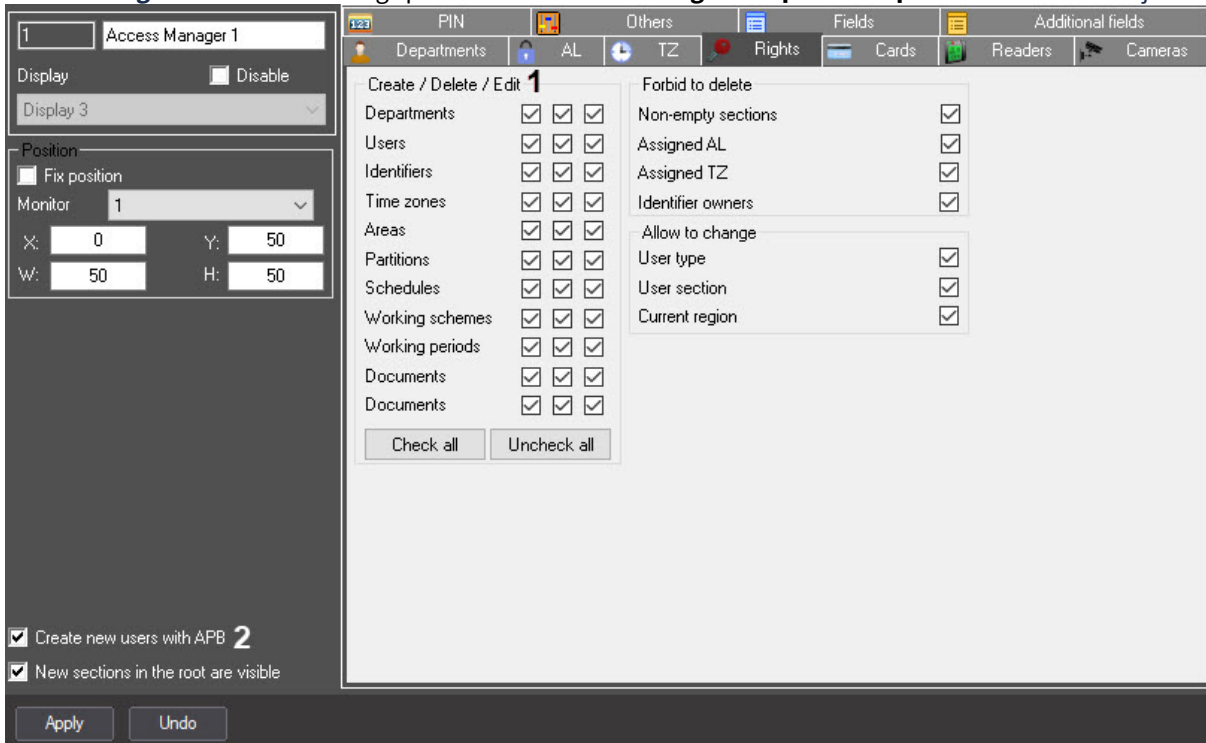 1 Access Manager 1
Display Disable
Display 3
Position
Fix position
Monitor 1
X: 0 Y: 50
W: 50 H: 50
Create new users with APB 2
New sections in the root are visible
Apply Undo
123 PIN Others Fields Additional fields
Departments AL TZ Rights Cards Readers Cameras
Create / Delete / Edit 1
Departments
Users
Identifiers
Time zones
Areas
Partitions
Schedules
Working schemes
Working periods
Documents
Documents
Check all Uncheck all
Forbid to delete
Non-empty sections
Assigned AL
Assigned TZ
Identifier owners
Allow to change
User type
User section
Current region